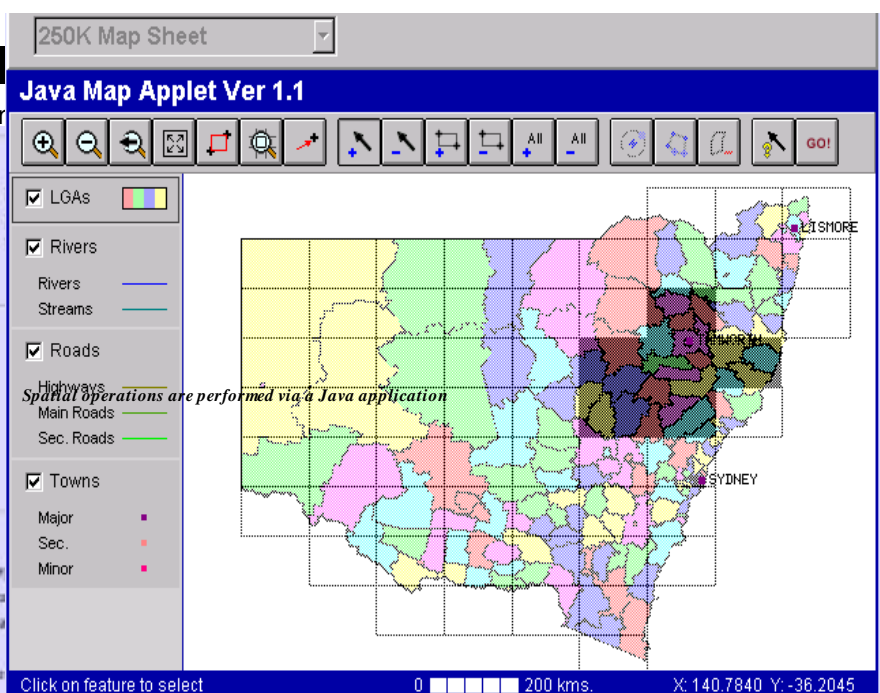 250K Map Sheet
Java Map Applet Ver 1.1
All All GO!
LGAs
Rivers
Rivers
Streams
Roads
Highways
Spatial operations are performed via a Java application
Main Roads
Sec. Roads
Towns
Major
Sec.
Minor
LISMORE
TAMWORTH
SYDNEY
Click on feature to select 0 200 kms. X: 140.7840 Y: -36.2045